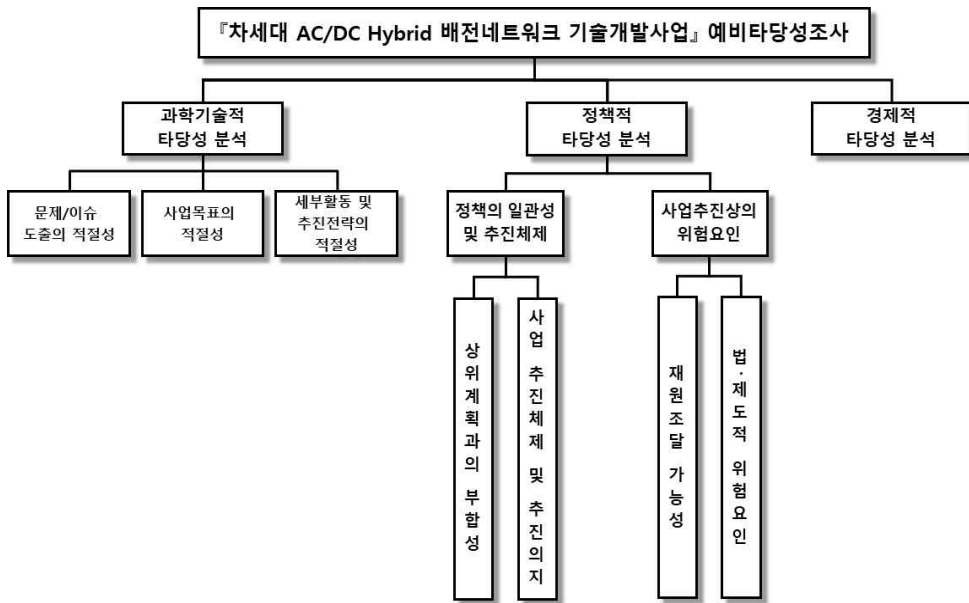 『차세대 AC/DC Hybrid 배전네트워크 기술개발사업』 예비타당성조사
과학기술적
타당성 분석
정책적
타당성 분석
경제적
타당성 분석
문제/이슈
도출의 적절성
사업목표의
적절성
세부활동 및
추진전략의
적절성
정책의 일관성
및 추진체제
사업추진상의
위험요인
상위계획과의 부합성
사업 추진체제 및 추진의지
재원조달 가능성
법·제도적 위험요인